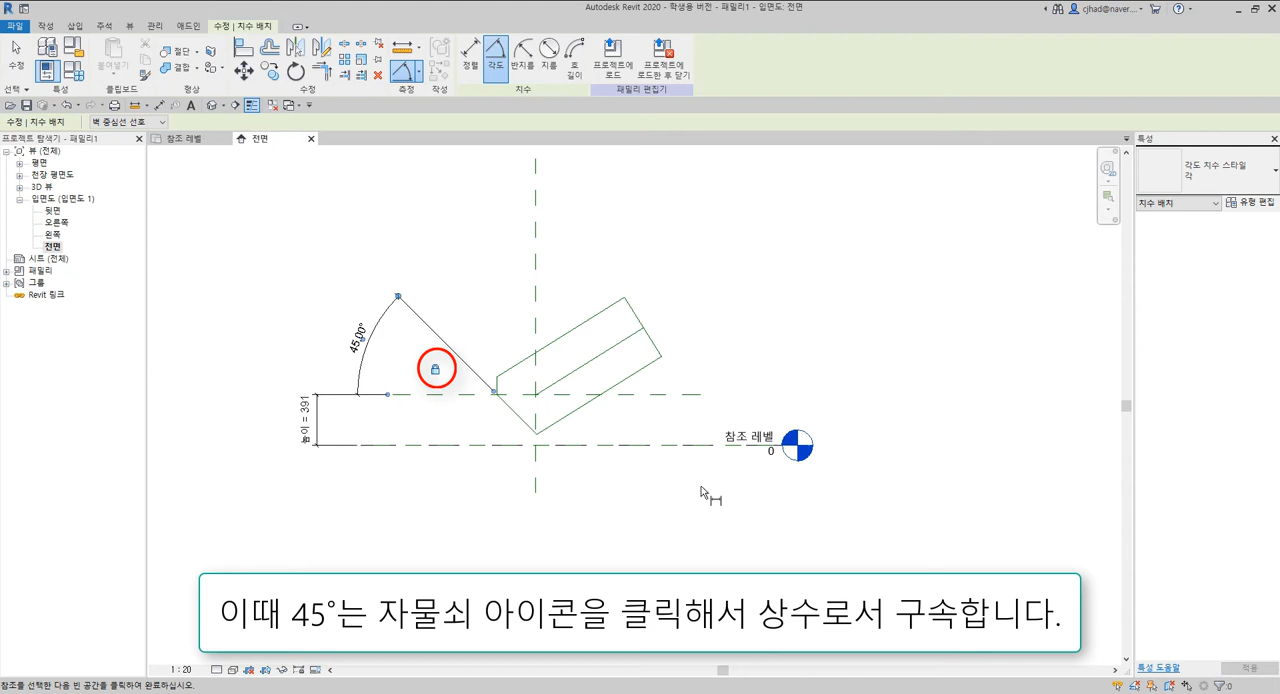 Autodesk Revit 2020 - 학생용 버전 - 패밀리1 - 입면도: 전면
cjhad@naver....
파일 작성 삽입 주석 뷰 관리 애드인 수정 | 치수 배치
수정
붙여넣기
절단
결합
정렬 각도 반지름 지름 호 길이
프로젝트에 로드
프로젝트에 로드한 후 닫기
선택 특성 클립보드 형상 수정 측정 작성 치수 패밀리 편집기
수정 | 치수 배치 벽 중심선 선호
프로젝트 탐색기 - 패밀리1
참조 레벨
전면
특성
뷰 (전체)
평면
천장 평면도
3D 뷰
입면도 (입면도 1)
뒷면
오른쪽
왼쪽
전면
시트 (전체)
패밀리
그룹
Revit 링크
각도 치수 스타일
각
치수 배치
유형 편집
45.00°
높이 = 391
참조 레벨
0
이때 45°는 자물쇠 아이콘을 클릭해서 상수로서 구속합니다.
1 : 20
특성 도움말
적용
참조를 선택한 다음 빈 공간을 클릭하여 완료하십시오.
:0